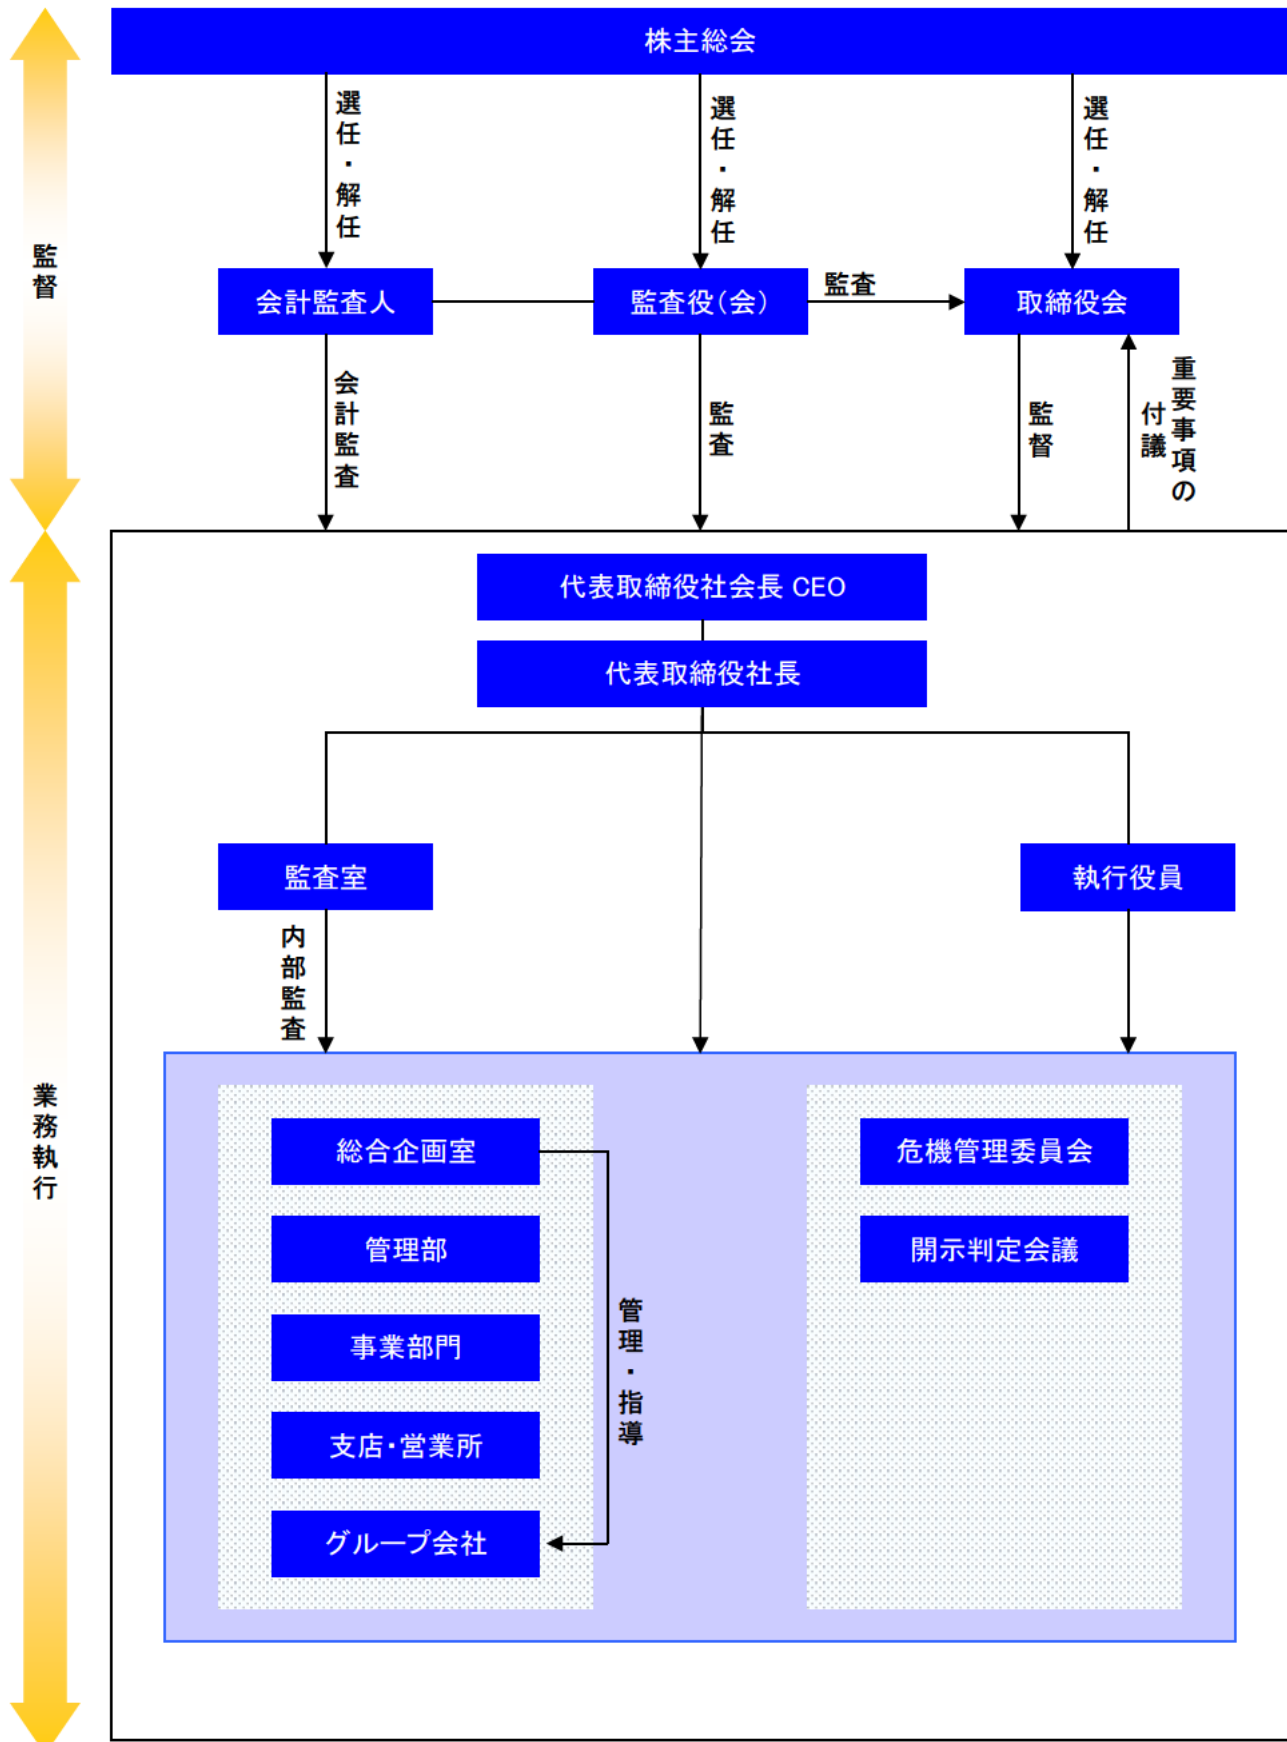 株主総会
選任・解任
選任・解任
選任・解任
監督
会計監査人
監査役(会)
監査
取締役会
会計監査
監査
監督
重要事項の
付議
代表取締役社会長 CEO
代表取締役社長
監査室
執行役員
内部監査
業務執行
総合企画室
管理部
事業部門
支店・営業所
グループ会社
管理・指導
危機管理委員会
開示判定会議